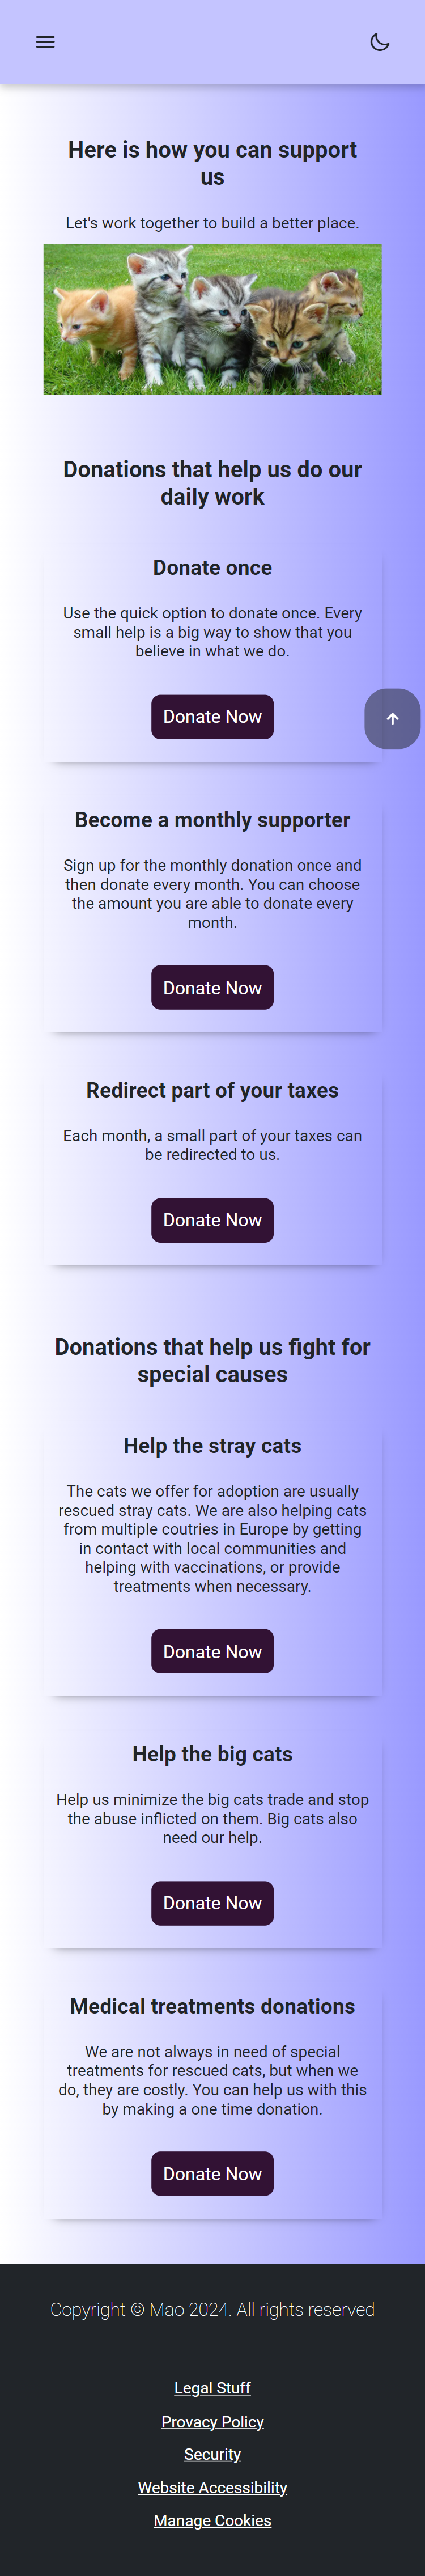 Here is how you can support
us
Let's work together to build a better place.
Donations that help us do our
daily work
Donate once
Use the quick option to donate once. Every
small help is a big way to show that you
believe in what we do.
Donate Now
Become a monthly supporter
Sign up for the monthly donation once and
then donate every month. You can choose
the amount you are able to donate every
month.
Donate Now
Redirect part of your taxes
Each month, a small part of your taxes can
be redirected to us.
Donate Now
Donations that help us fight for
special causes
Help the stray cats
The cats we offer for adoption are usually
rescued stray cats. We are also helping cats
from multiple coutries in Europe by getting
in contact with local communities and
helping with vaccinations, or provide
treatments when necessary.
Donate Now
Help the big cats
Help us minimize the big cats trade and stop
the abuse inflicted on them. Big cats also
need our help.
Donate Now
Medical treatments donations
We are not always in need of special
treatments for rescued cats, but when we
do, they are costly. You can help us with this
by making a one time donation.
Donate Now
Copyright © Mao 2024. All rights reserved
Legal Stuff
Provacy Policy
Security
Website Accessibility
Manage Cookies